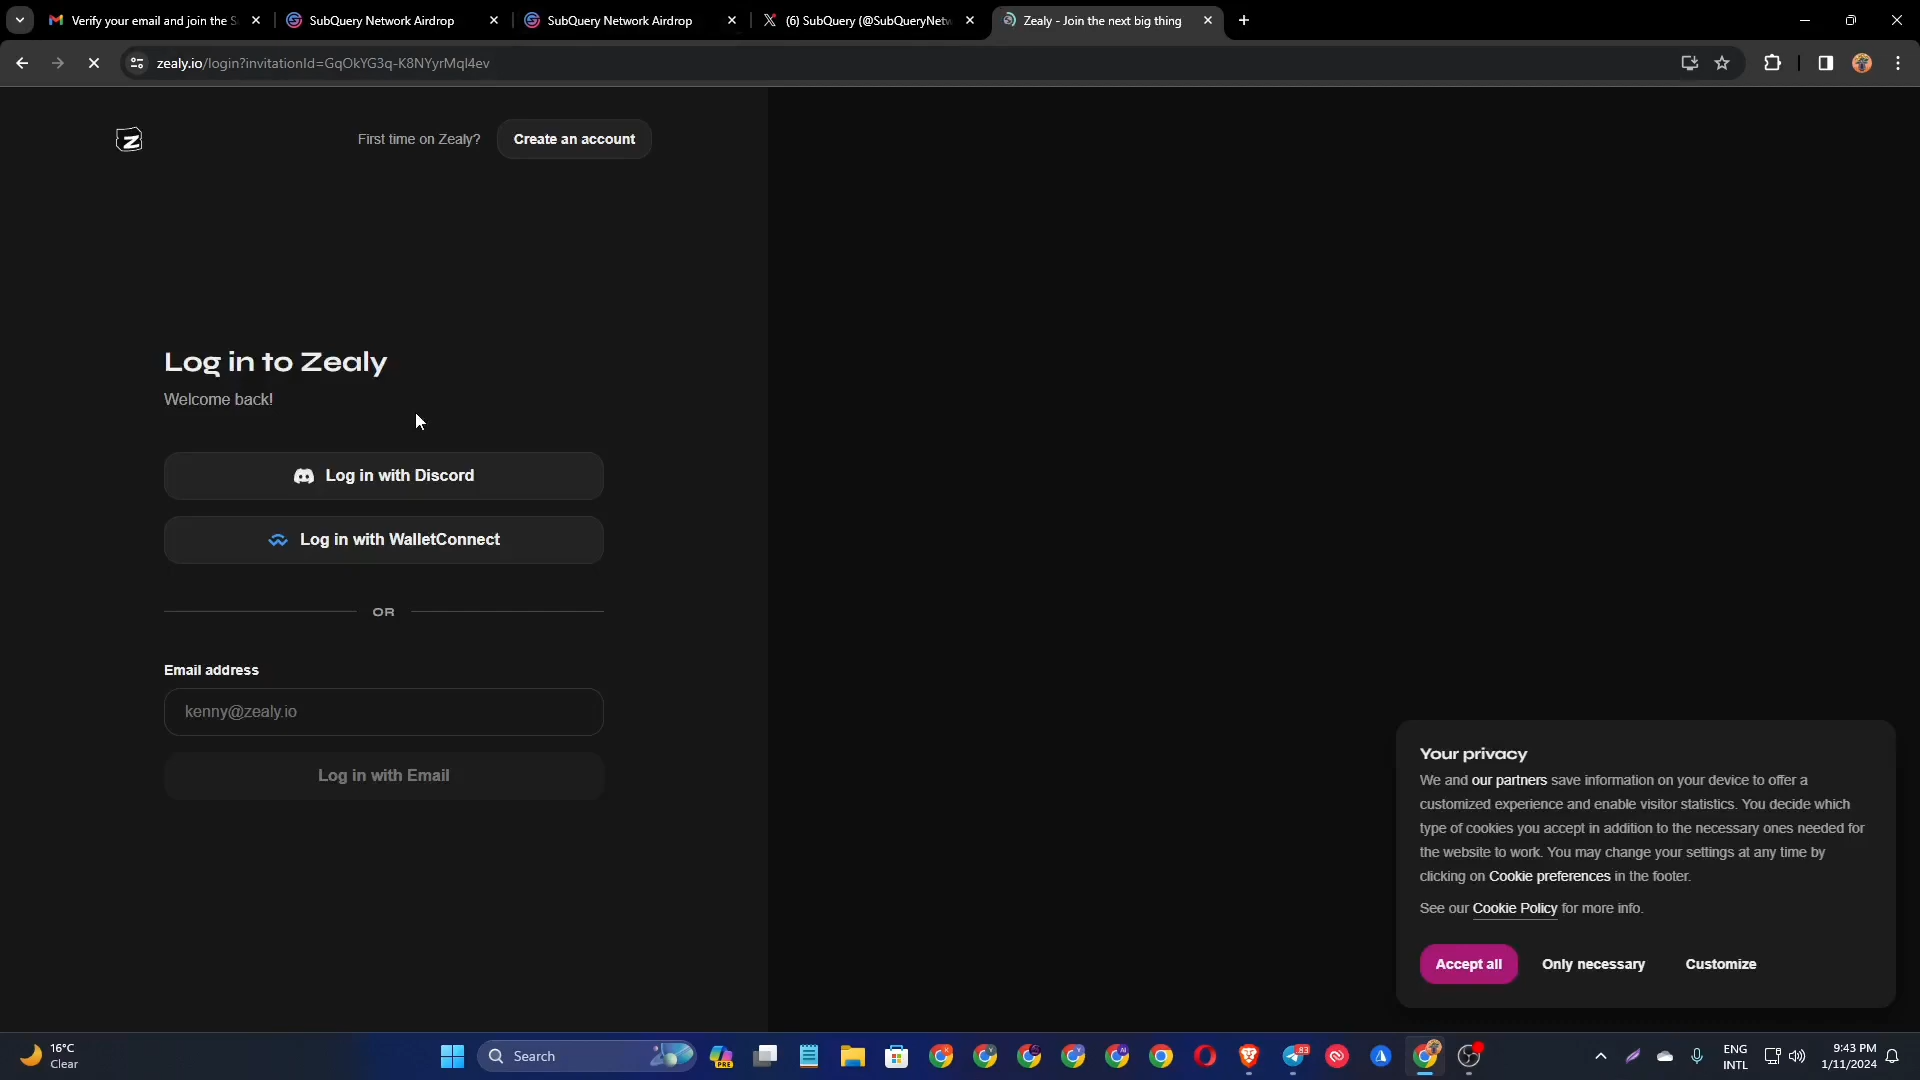 Verify your email and join the S
SubQuery Network Airdrop
SubQuery Network Airdrop
(6) SubQuery (@SubQueryNetw
Zealy - Join the next big thing
zealy.io/login?invitationId=GqOkYG3q-K8NYyrMql4ev
First time on Zealy?
Create an account
Log in to Zealy
Welcome back!
Log in with Discord
Log in with WalletConnect
OR
Email address
kenny@zealy.io
Log in with Email
Your privacy
We and our partners save information on your device to offer a
customized experience and enable visitor statistics. You decide which
type of cookies you accept in addition to the necessary ones needed for
the website to work. You may change your settings at any time by
clicking on Cookie preferences in the footer.
See our Cookie Policy for more info.
Accept all
Only necessary
Customize
16°C
Clear
Search
PRE
93
ENG
INTL
9:43 PM
1/11/2024